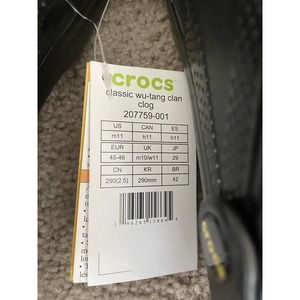 crocs
classic wu-tang clan
clog
207759-001
US CAN ES
m11 h11 h11
EUR UK JP
45-46 m10/w11 29
CN KR BR
290(2.5) 290mm 42
crocs